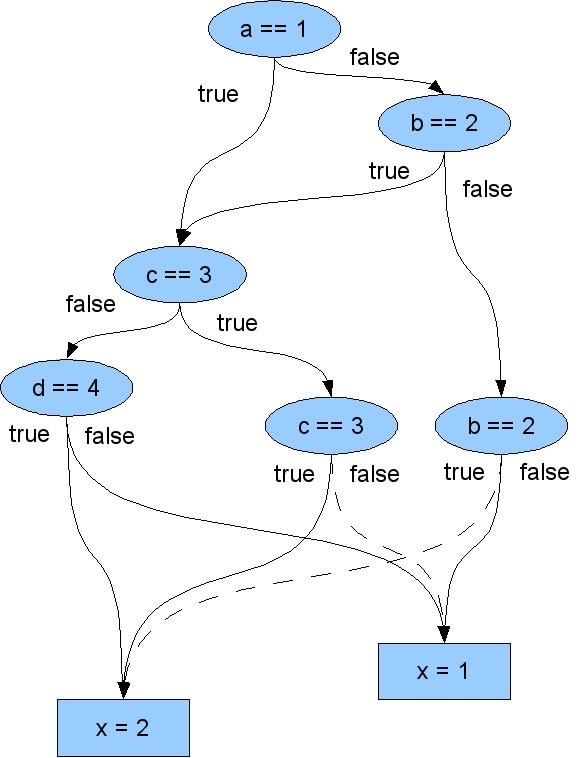 a == 1
false
true
b == 2
true
false
c == 3
false
true
d == 4
c == 3
b == 2
true
false
true
false
true
false
x = 1
x = 2